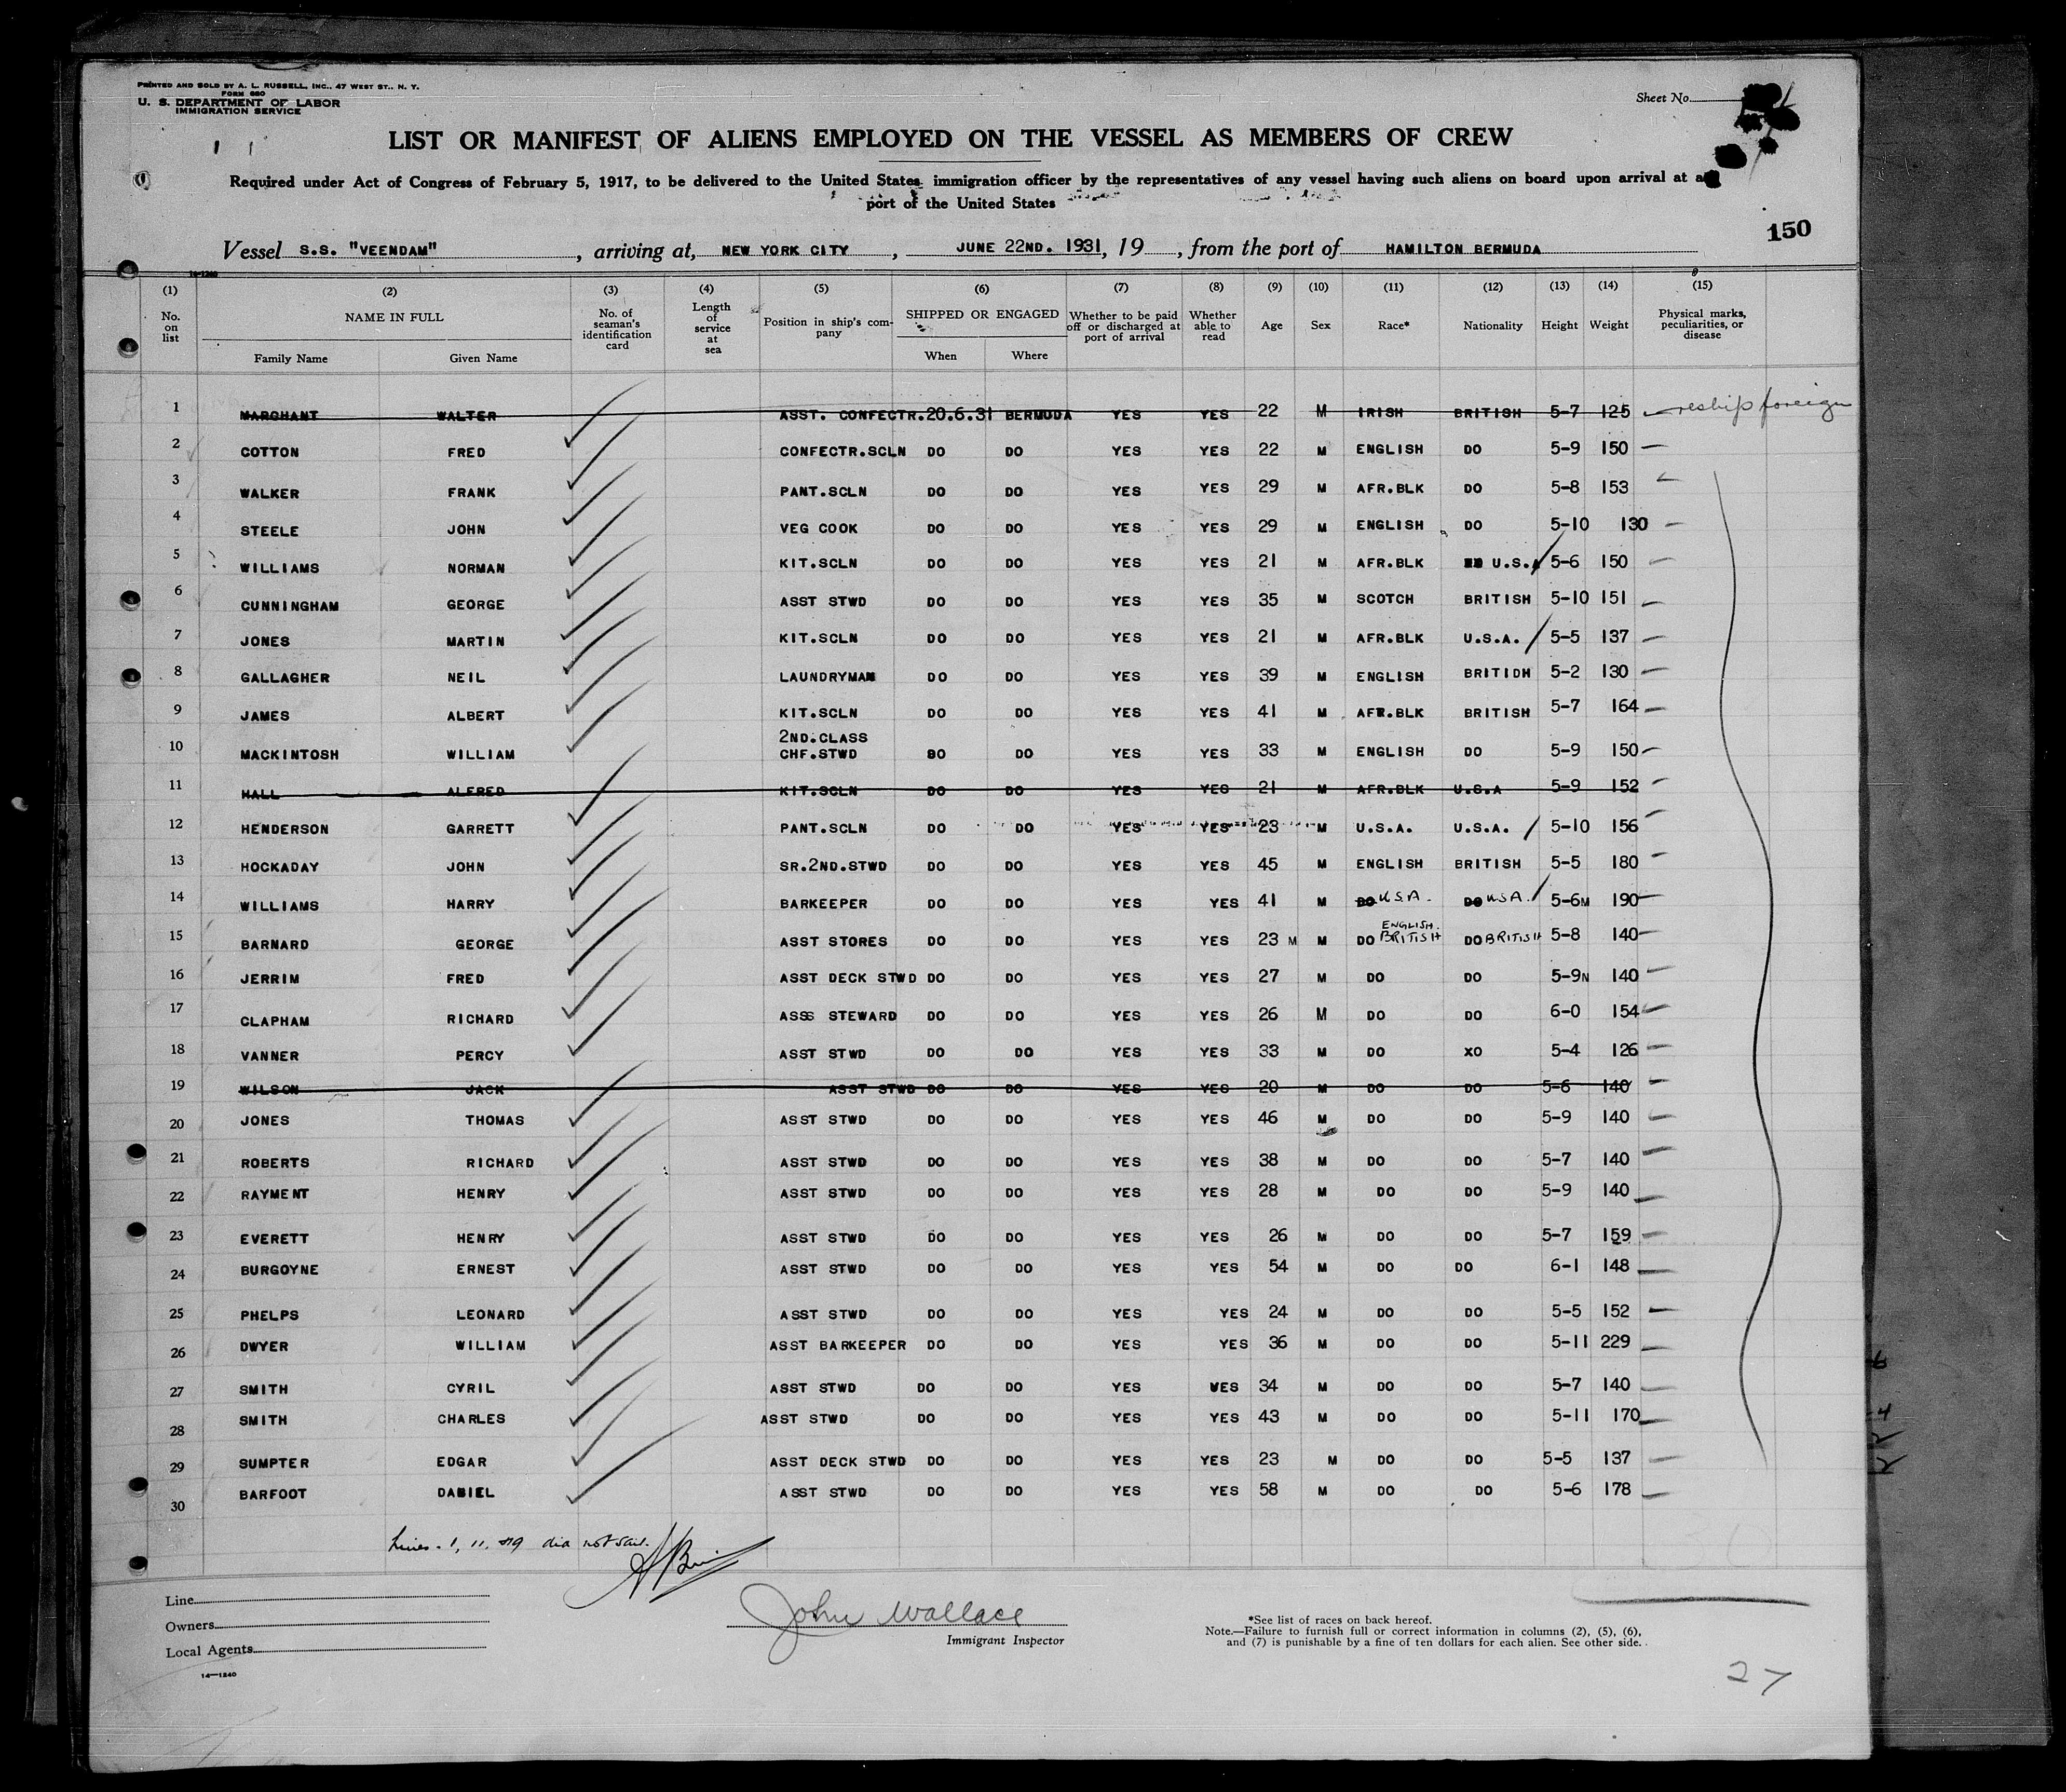 PRINTED AND SOLD BY A. L. RUSSELL, INC., 47 WEST ST., N. Y.
FORM 680
U. S. DEPARTMENT OF LABOR
IMMIGRATION SERVICE
Sheet No.
LIST OR MANIFEST OF ALIENS EMPLOYED ON THE VESSEL AS MEMBERS OF CREW
Required under Act of Congress of February 5, 1917, to be delivered to the United States immigration officer by the representatives of any vessel having such aliens on board upon arrival at a
port of the United States
150
Vessel S.S. "VEENDAM", arriving at, NEW YORK CITY, JUNE 22ND. 1931, 19, from the port of HAMILTON BERMUDA
14-1240
(1) (2) (3) (4) (5) (6) (7) (8) (9) (10) (11) (12) (13) (14) (15)
No. on list NAME IN FULL Family Name Given Name No. of seaman's identification card Length of service at sea Position in ship's company SHIPPED OR ENGAGED When Where Whether to be paid off or discharged at port of arrival Whether able to read Age Sex Race* Nationality Height Weight Physical marks, peculiarities, or disease
1 MARCHANT WALTER ASST. CONFECTR. 20.6.31 BERMUDA YES YES 22 M IRISH BRITISH 5-7 125 reship foreign
2 COTTON FRED CONFECTR.SCLN DO DO YES YES 22 M ENGLISH DO 5-9 150
3 WALKER FRANK PANT.SCLN DO DO YES YES 29 M AFR.BLK DO 5-8 153
4 STEELE JOHN VEG COOK DO DO YES YES 29 M ENGLISH DO 5-10 130
5 WILLIAMS NORMAN KIT.SCLN DO DO YES YES 21 M AFR.BLK U.S.A 5-6 150
6 CUNNINGHAM GEORGE ASST STWD DO DO YES YES 35 M SCOTCH BRITISH 5-10 151
7 JONES MARTIN KIT.SCLN DO DO YES YES 21 M AFR.BLK U.S.A. 5-5 137
8 GALLAGHER NEIL LAUNDRYMAN DO DO YES YES 39 M ENGLISH BRITIDH 5-2 130
9 JAMES ALBERT KIT.SCLN DO DO YES YES 41 M AFR.BLK BRITISH 5-7 164
10 MACKINTOSH WILLIAM 2ND.CLASS CHF.STWD BO DO YES YES 33 M ENGLISH DO 5-9 150
11 HALL ALFRED KIT.SCLN DO DO YES YES 21 M AFR.BLK U.S.A 5-9 152
12 HENDERSON GARRETT PANT.SCLN DO DO YES YES 23 M U.S.A. U.S.A. 5-10 156
13 HOCKADAY JOHN SR.2ND.STWD DO DO YES YES 45 M ENGLISH BRITISH 5-5 180
14 WILLIAMS HARRY BARKEEPER DO DO YES YES 41 M DO U.S.A. DO U.S.A. 5-6M 190
15 BARNARD GEORGE ASST STORES DO DO YES YES 23 M M DO ENGLISH. BRITISH DO BRITISH 5-8 140
16 JERRIM FRED ASST DECK STWD DO DO YES YES 27 M DO DO 5-9N 140
17 CLAPHAM RICHARD ASSS STEWARD DO DO YES YES 26 M DO DO 6-0 154
18 VANNER PERCY ASST STWD DO DO YES YES 33 M DO XO 5-4 126
19 WILSON JACK ASST STWD DO DO YES YES 20 M DO DO 5-6 140
20 JONES THOMAS ASST STWD DO DO YES YES 46 M DO DO 5-9 140
21 ROBERTS RICHARD ASST STWD DO DO YES YES 38 M DO DO 5-7 140
22 RAYMENT HENRY ASST STWD DO DO YES YES 28 M DO DO 5-9 140
23 EVERETT HENRY ASST STWD DO DO YES YES 26 M DO DO 5-7 159
24 BURGOYNE ERNEST ASST STWD DO DO YES YES 54 M DO DO 6-1 148
25 PHELPS LEONARD ASST STWD DO DO YES YES 24 M DO DO 5-5 152
26 DWYER WILLIAM ASST BARKEEPER DO DO YES YES 36 M DO DO 5-11 229
27 SMITH CYRIL ASST STWD DO DO YES YES 34 M DO DO 5-7 140
28 SMITH CHARLES ASST STWD DO DO YES YES 43 M DO DO 5-11 170
29 SUMPTER EDGAR ASST DECK STWD DO DO YES YES 23 M DO DO 5-5 137
30 BARFOOT DANIEL ASST STWD DO DO YES YES 58 M DO DO 5-6 178
Lines. 1, 11, 19 did not sail.
Line
Owners
Local Agents
14—1240
John Wallace
Immigrant Inspector
*See list of races on back hereof.
Note.—Failure to furnish full or correct information in columns (2), (5), (6),
and (7) is punishable by a fine of ten dollars for each alien. See other side.
27